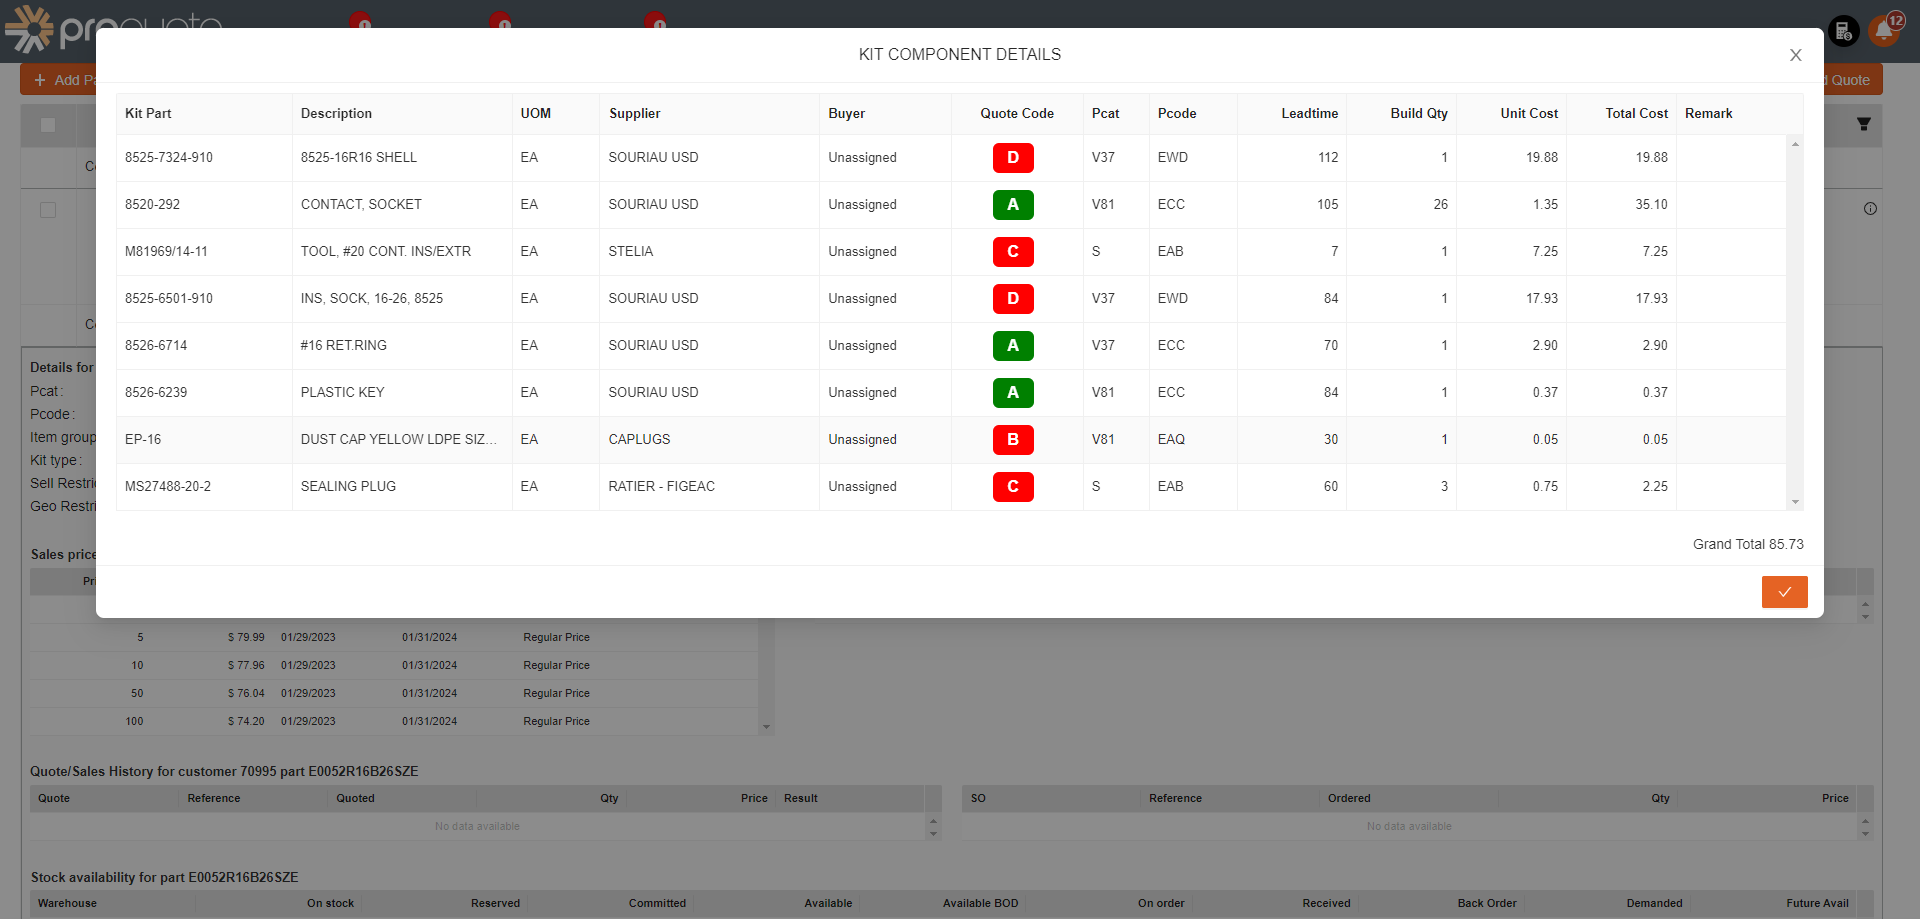 proquote
12
KIT COMPONENT DETAILS
X
+ Add Pa
d Quote
Kit Part Description UOM Supplier Buyer Quote Code Pcat Pcode Leadtime Build Qty Unit Cost Total Cost Remark
8525-7324-910 8525-16R16 SHELL EA SOURIAU USD Unassigned D V37 EWD 112 1 19.88 19.88
8520-292 CONTACT, SOCKET EA SOURIAU USD Unassigned A V81 ECC 105 26 1.35 35.10
M81969/14-11 TOOL, #20 CONT. INS/EXTR EA STELIA Unassigned C S EAB 7 1 7.25 7.25
8525-6501-910 INS, SOCK, 16-26, 8525 EA SOURIAU USD Unassigned D V37 EWD 84 1 17.93 17.93
8526-6714 #16 RET.RING EA SOURIAU USD Unassigned A V37 ECC 70 1 2.90 2.90
8526-6239 PLASTIC KEY EA SOURIAU USD Unassigned A V81 ECC 84 1 0.37 0.37
EP-16 DUST CAP YELLOW LDPE SIZ... EA CAPLUGS Unassigned B V81 EAQ 30 1 0.05 0.05
MS27488-20-2 SEALING PLUG EA RATIER - FIGEAC Unassigned C S EAB 60 3 0.75 2.25
Grand Total 85.73
Details for
Pcat :
Pcode :
Item group
Kit type :
Sell Restri
Geo Restri
Sales price
Pri
5 $ 79.99 01/29/2023 01/31/2024 Regular Price
10 $ 77.96 01/29/2023 01/31/2024 Regular Price
50 $ 76.04 01/29/2023 01/31/2024 Regular Price
100 $ 74.20 01/29/2023 01/31/2024 Regular Price
Quote/Sales History for customer 70995 part E0052R16B26SZE
Quote Reference Quoted Qty Price Result
No data available
SO Reference Ordered Qty Price
No data available
Stock availability for part E0052R16B26SZE
Warehouse On stock Reserved Committed Available Available BOD On order Received Back Order Demanded Future Avail